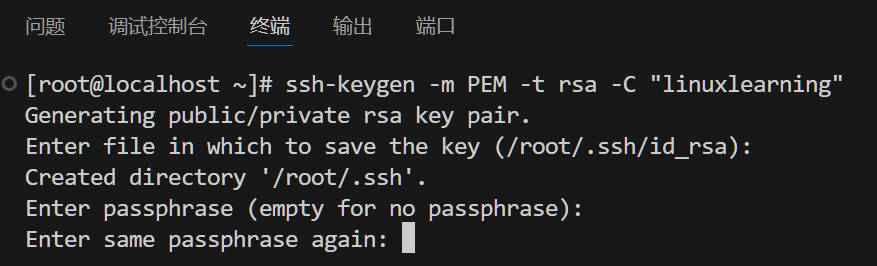 问题 调试控制台 终端 输出 端口
[root@localhost ~]# ssh-keygen -m PEM -t rsa -C "linuxlearning"
Generating public/private rsa key pair.
Enter file in which to save the key (/root/.ssh/id_rsa):
Created directory '/root/.ssh'.
Enter passphrase (empty for no passphrase):
Enter same passphrase again: